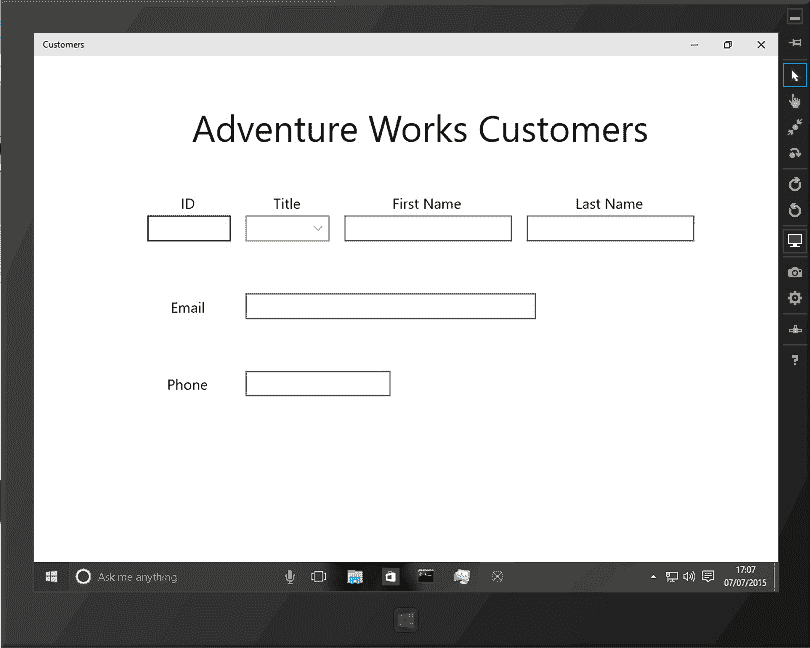 Customers
Adventure Works Customers
ID Title First Name Last Name
Email
Phone
Ask me anything
17:07
07/07/2015
?